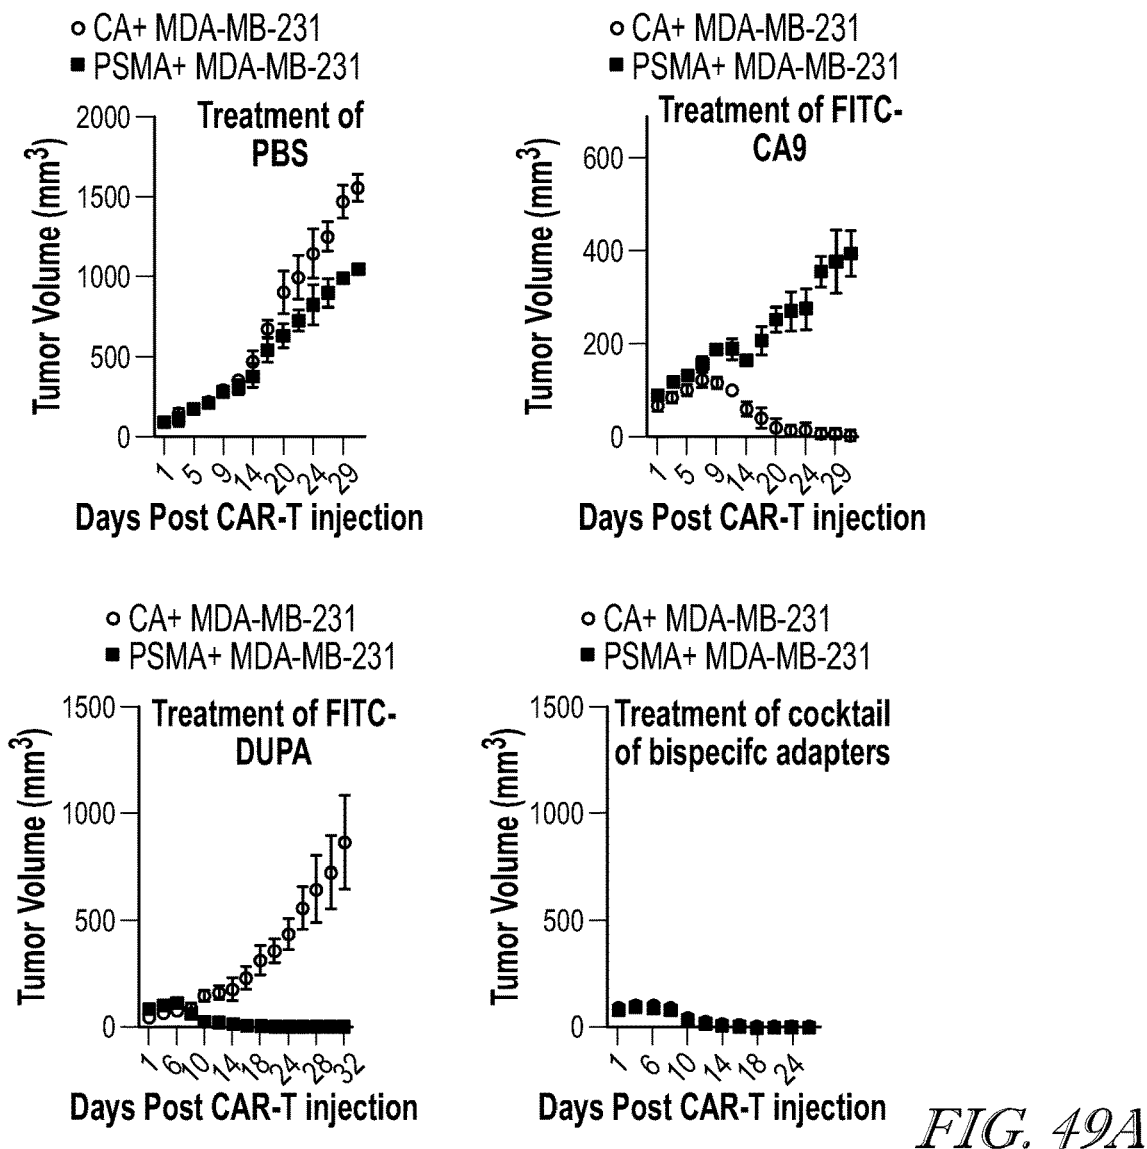 CA+ MDA-MB-231
PSMA+ MDA-MB-231
Treatment of
PBS
Tumor Volume (mm³)
2000
1500
1000
500
0
1 5 9 14 20 24 29
Days Post CAR-T injection
CA+ MDA-MB-231
PSMA+ MDA-MB-231
Treatment of FITC-
CA9
Tumor Volume (mm³)
600
400
200
0
1 5 9 14 20 24 29
Days Post CAR-T injection
CA+ MDA-MB-231
PSMA+ MDA-MB-231
Treatment of FITC-
DUPA
Tumor Volume (mm³)
1500
1000
500
0
1 6 10 14 18 24 28 32
Days Post CAR-T injection
CA+ MDA-MB-231
PSMA+ MDA-MB-231
Treatment of cocktail
of bispecifc adapters
Tumor Volume (mm³)
1500
1000
500
0
1 6 10 14 18 24
Days Post CAR-T injection
FIG. 49A